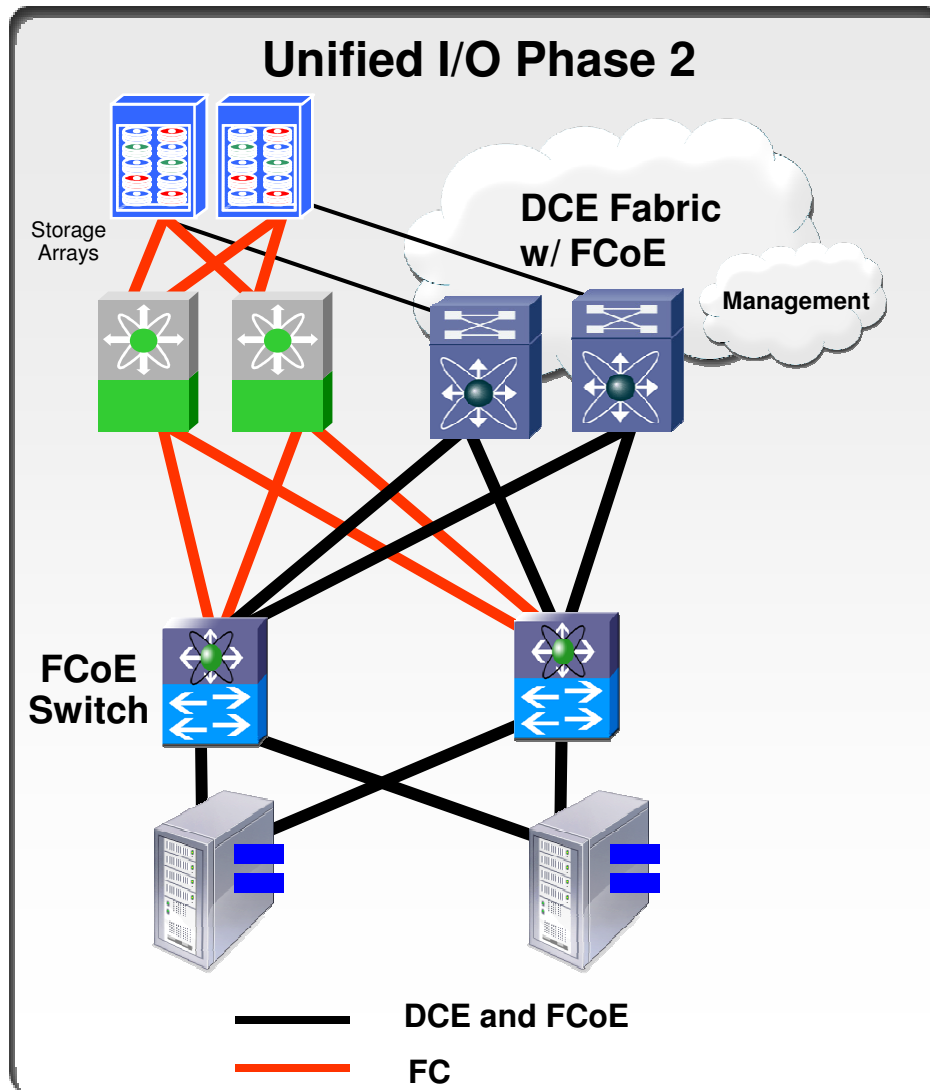 Unified I/O Phase 2
Storage
Arrays
DCE Fabric
w/ FCoE
Management
FCoE
Switch
DCE and FCoE
FC